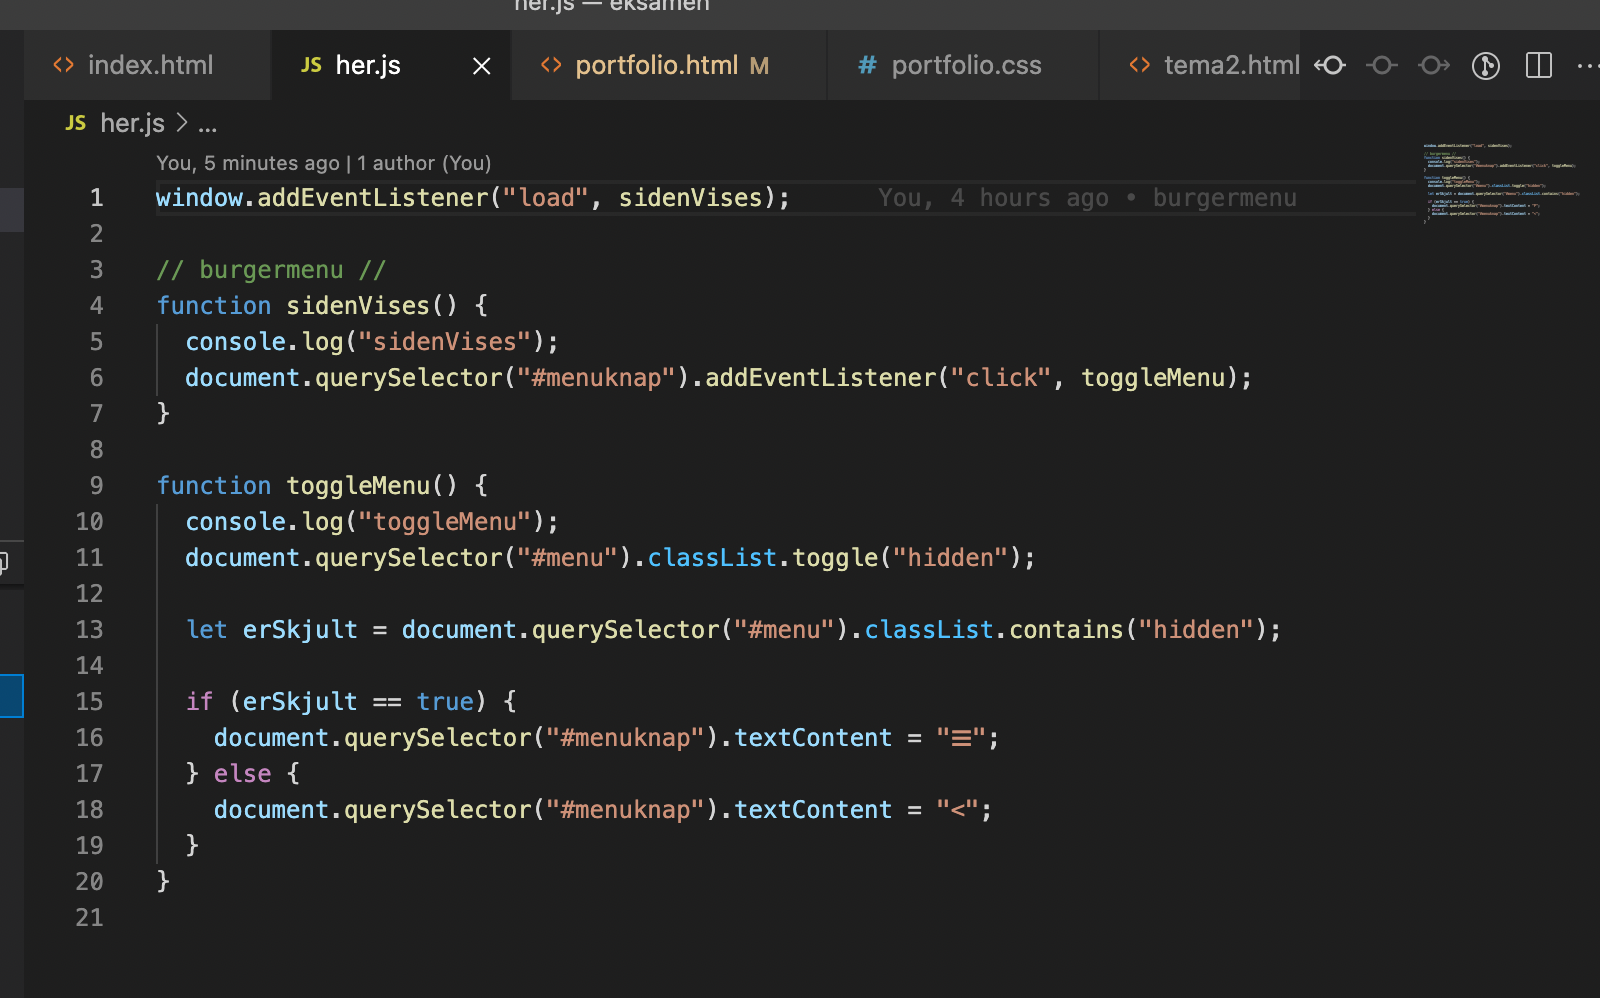 her.js — eksamen
<> index.html JS her.js × <> portfolio.html M # portfolio.css <> tema2.html
JS her.js > ...
You, 5 minutes ago | 1 author (You)
1 window.addEventListener("load", sidenVises); You, 4 hours ago • burgermenu
2
3 // burgermenu //
4 function sidenVises() {
5 console.log("sidenVises");
6 document.querySelector("#menuknap").addEventListener("click", toggleMenu);
7 }
8
9 function toggleMenu() {
10 console.log("toggleMenu");
11 document.querySelector("#menu").classList.toggle("hidden");
12
13 let erSkjult = document.querySelector("#menu").classList.contains("hidden");
14
15 if (erSkjult == true) {
16 document.querySelector("#menuknap").textContent = "☰";
17 } else {
18 document.querySelector("#menuknap").textContent = "<";
19 }
20 }
21